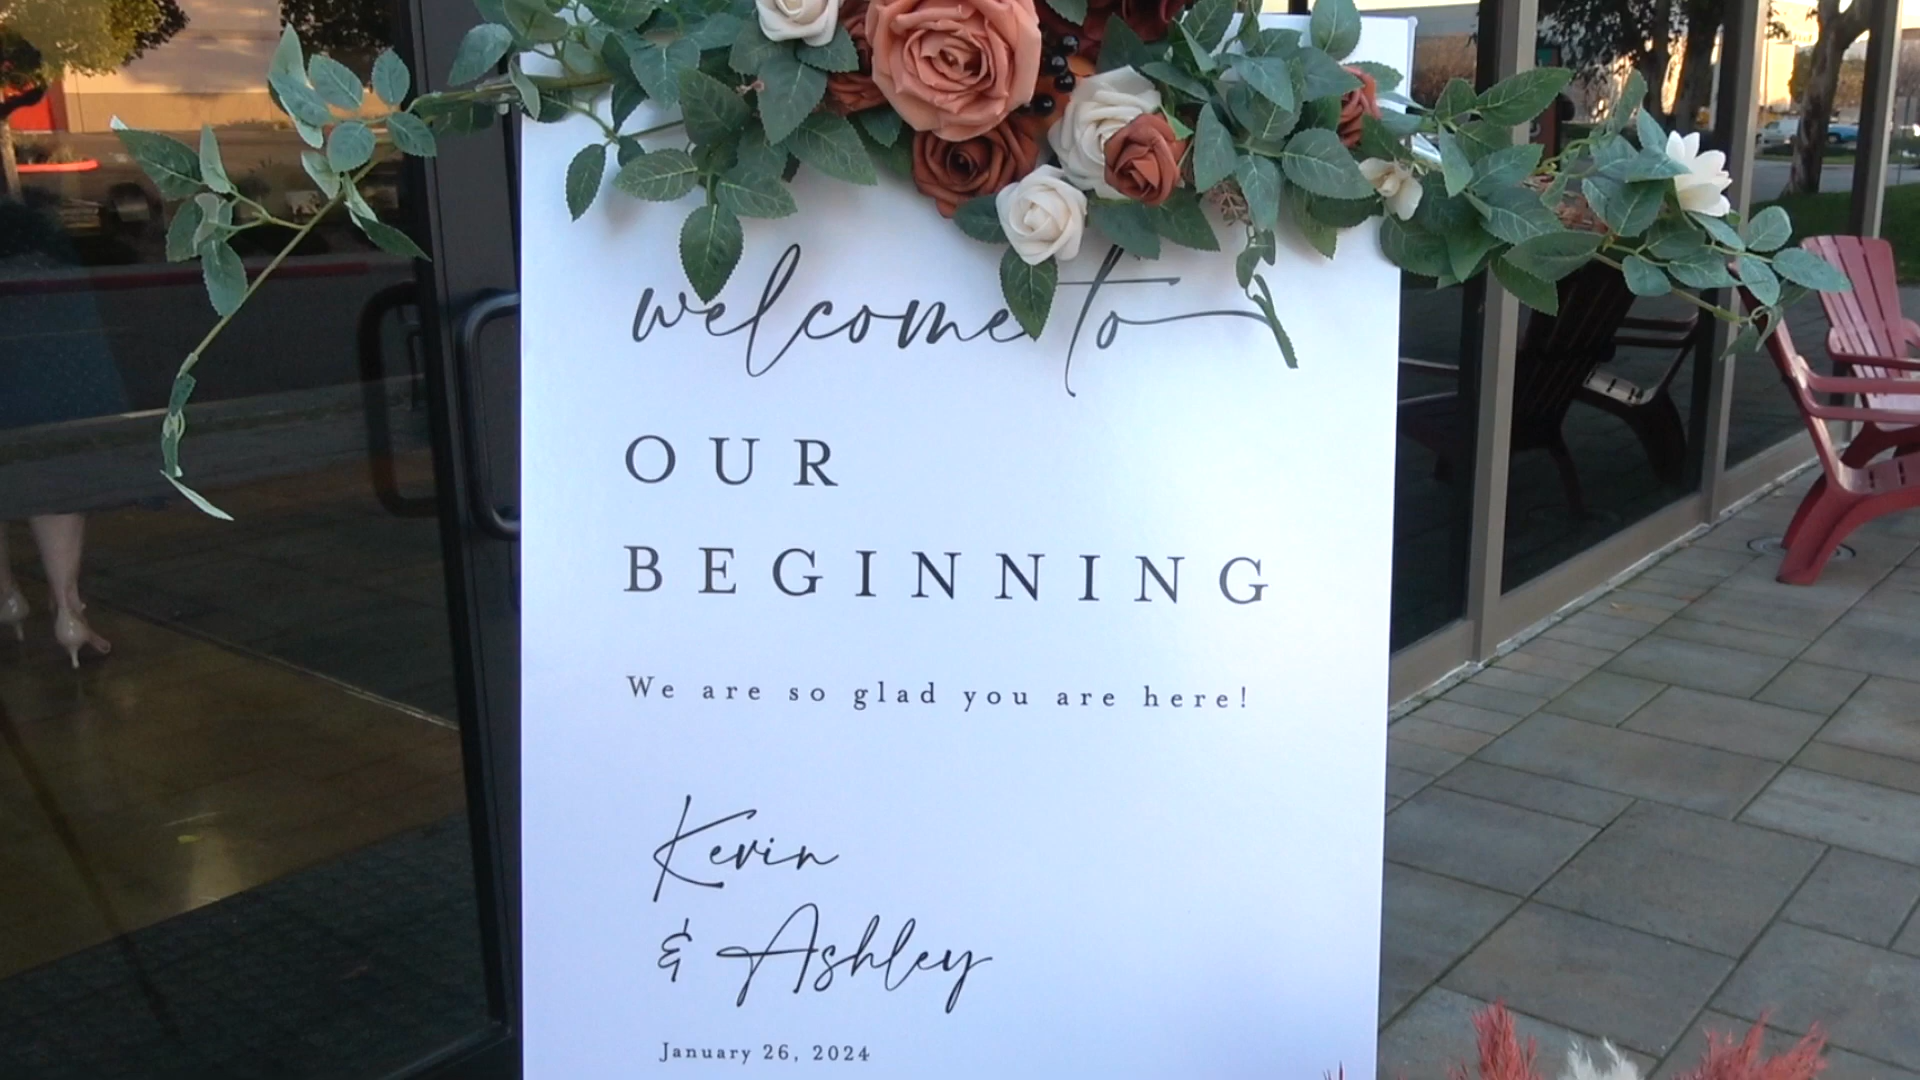 welcome to
OUR
BEGINNING
We are so glad you are here!
Kevin
& Ashley
January 26, 2024